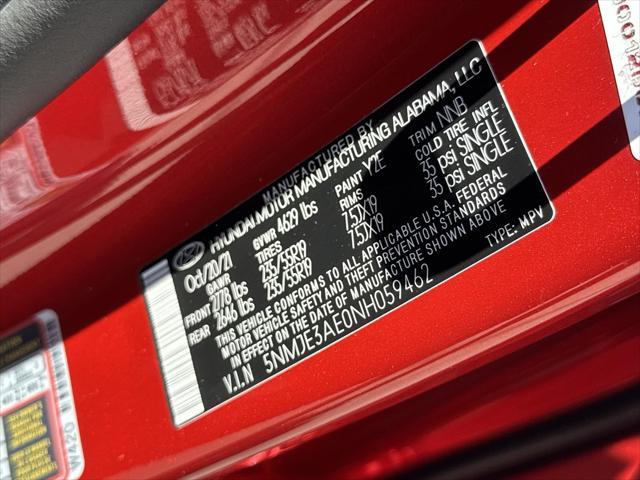 MANUFACTURED BY
HYUNDAI MOTOR MANUFACTURING ALABAMA, LLC
Oct/20/21 GVWR 4629 lbs PAINT Y2E TRIM NNB
GAWR TIRES RIMS COLD TIRE INFL
FRONT 2778 lbs 235/55R19 7.5JX19 35 psi SINGLE
REAR 2646 lbs 235/55R19 7.5JX19 35 psi SINGLE
THIS VEHICLE CONFORMS TO ALL APPLICABLE U.S.A. FEDERAL
MOTOR VEHICLE SAFETY AND THEFT PREVENTION STANDARDS
IN EFFECT ON THE DATE OF MANUFACTURE SHOWN ABOVE
V.I.N 5NMJE3AE0NH059462 TYPE: MPV
W420